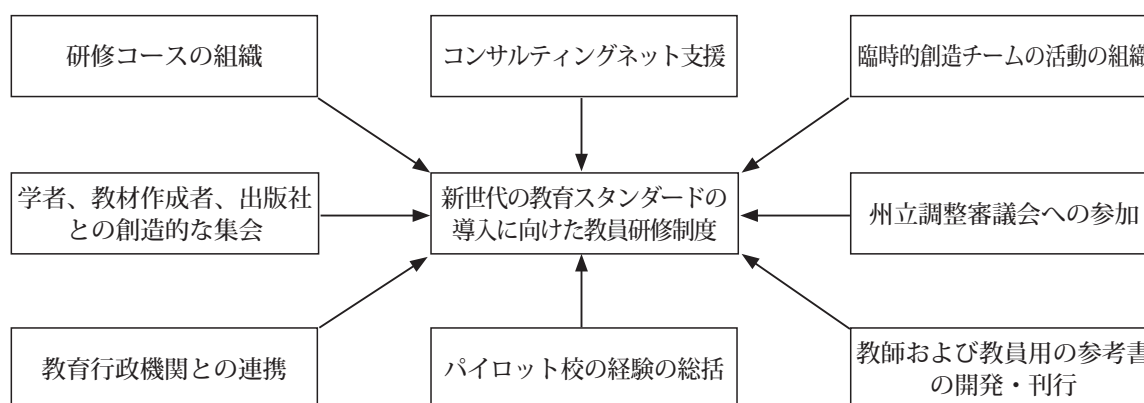 研修コースの組織
コンサルティングネット支援
臨時的創造チームの活動の組織
学者、教材作成者、出版社
との創造的な集会
新世代の教育スタンダードの
導入に向けた教員研修制度
州立調整審議会への参加
教育行政機関との連携
パイロット校の経験の総括
教師および教員用の参考書
の開発・刊行